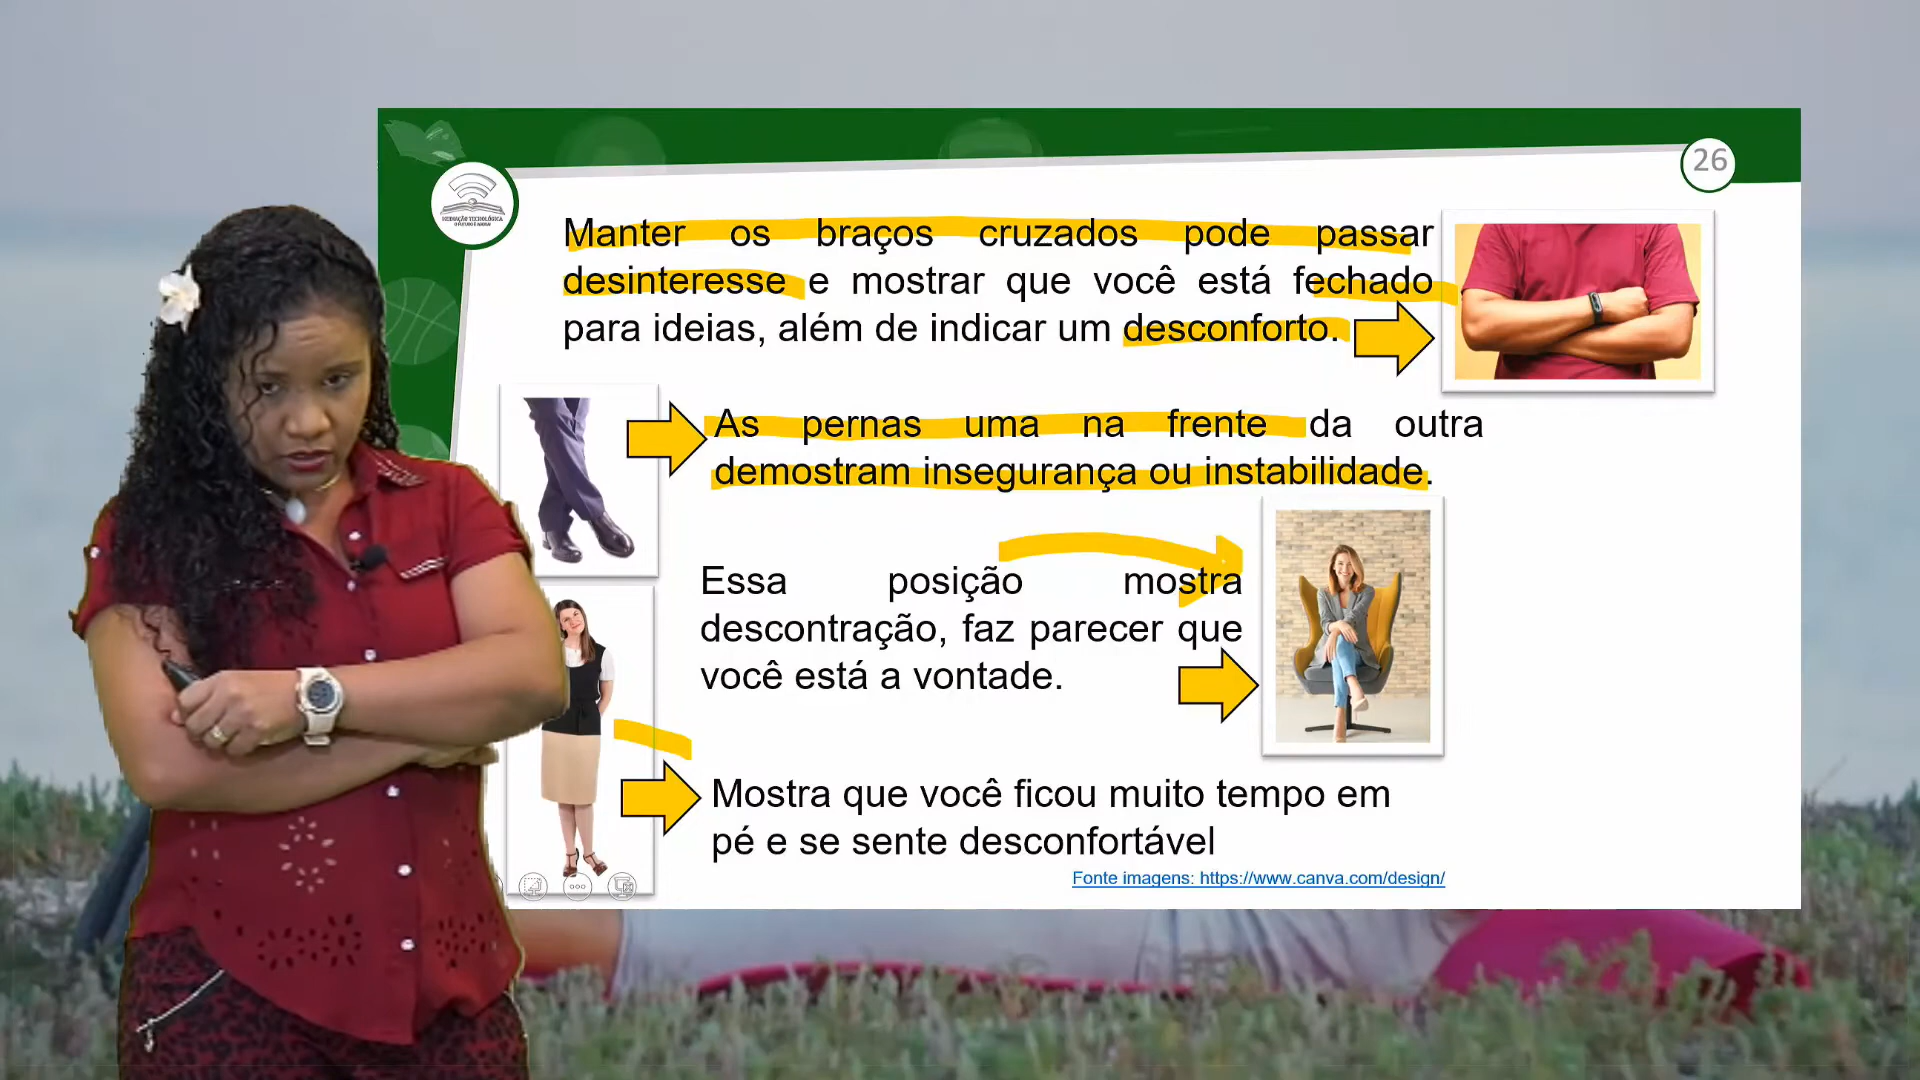 26
MEDIAÇÃO TECNOLÓGICA
Manter os braços cruzados pode passar
desinteresse e mostrar que você está fechado
para ideias, além de indicar um desconforto.
As pernas uma na frente da outra
demostram insegurança ou instabilidade.
Essa posição mostra
descontração, faz parecer que
você está a vontade.
Mostra que você ficou muito tempo em
pé e se sente desconfortável
Fonte imagens: https://www.canva.com/design/